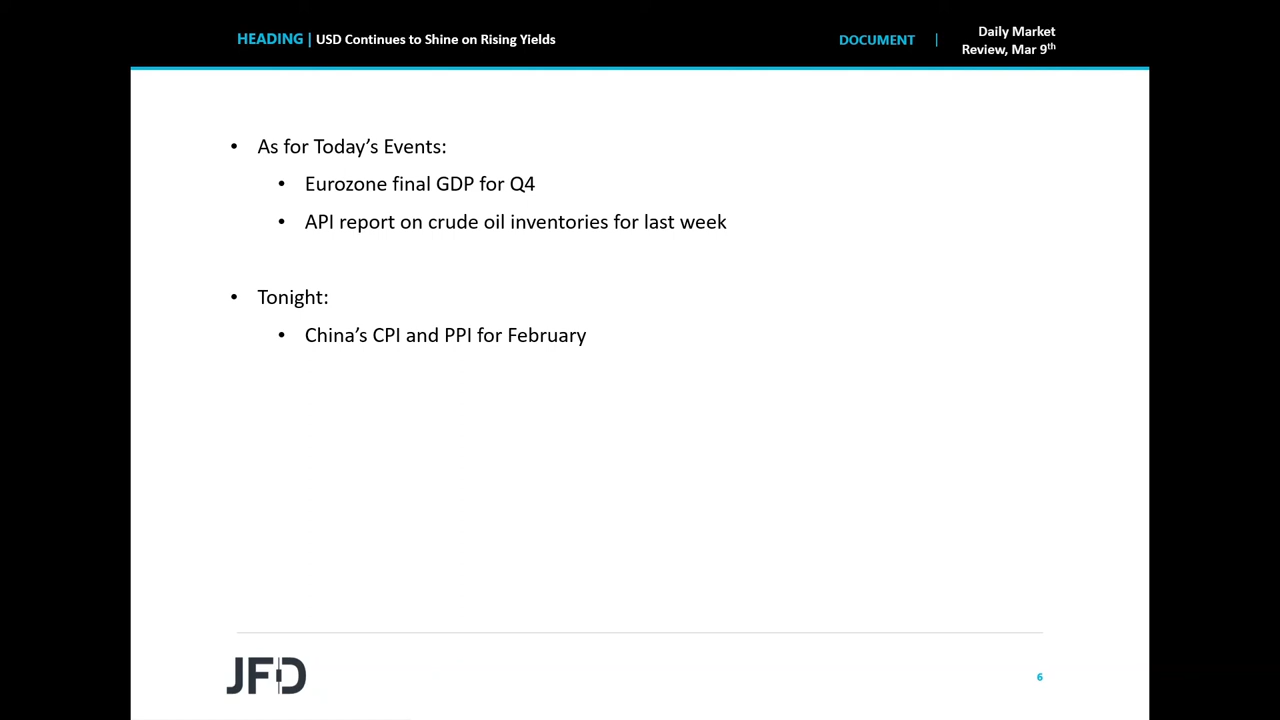 HEADING | USD Continues to Shine on Rising Yields
DOCUMENT |
Daily Market
Review, Mar 9th
• As for Today’s Events:
• Eurozone final GDP for Q4
• API report on crude oil inventories for last week
• Tonight:
• China’s CPI and PPI for February
JFD
6